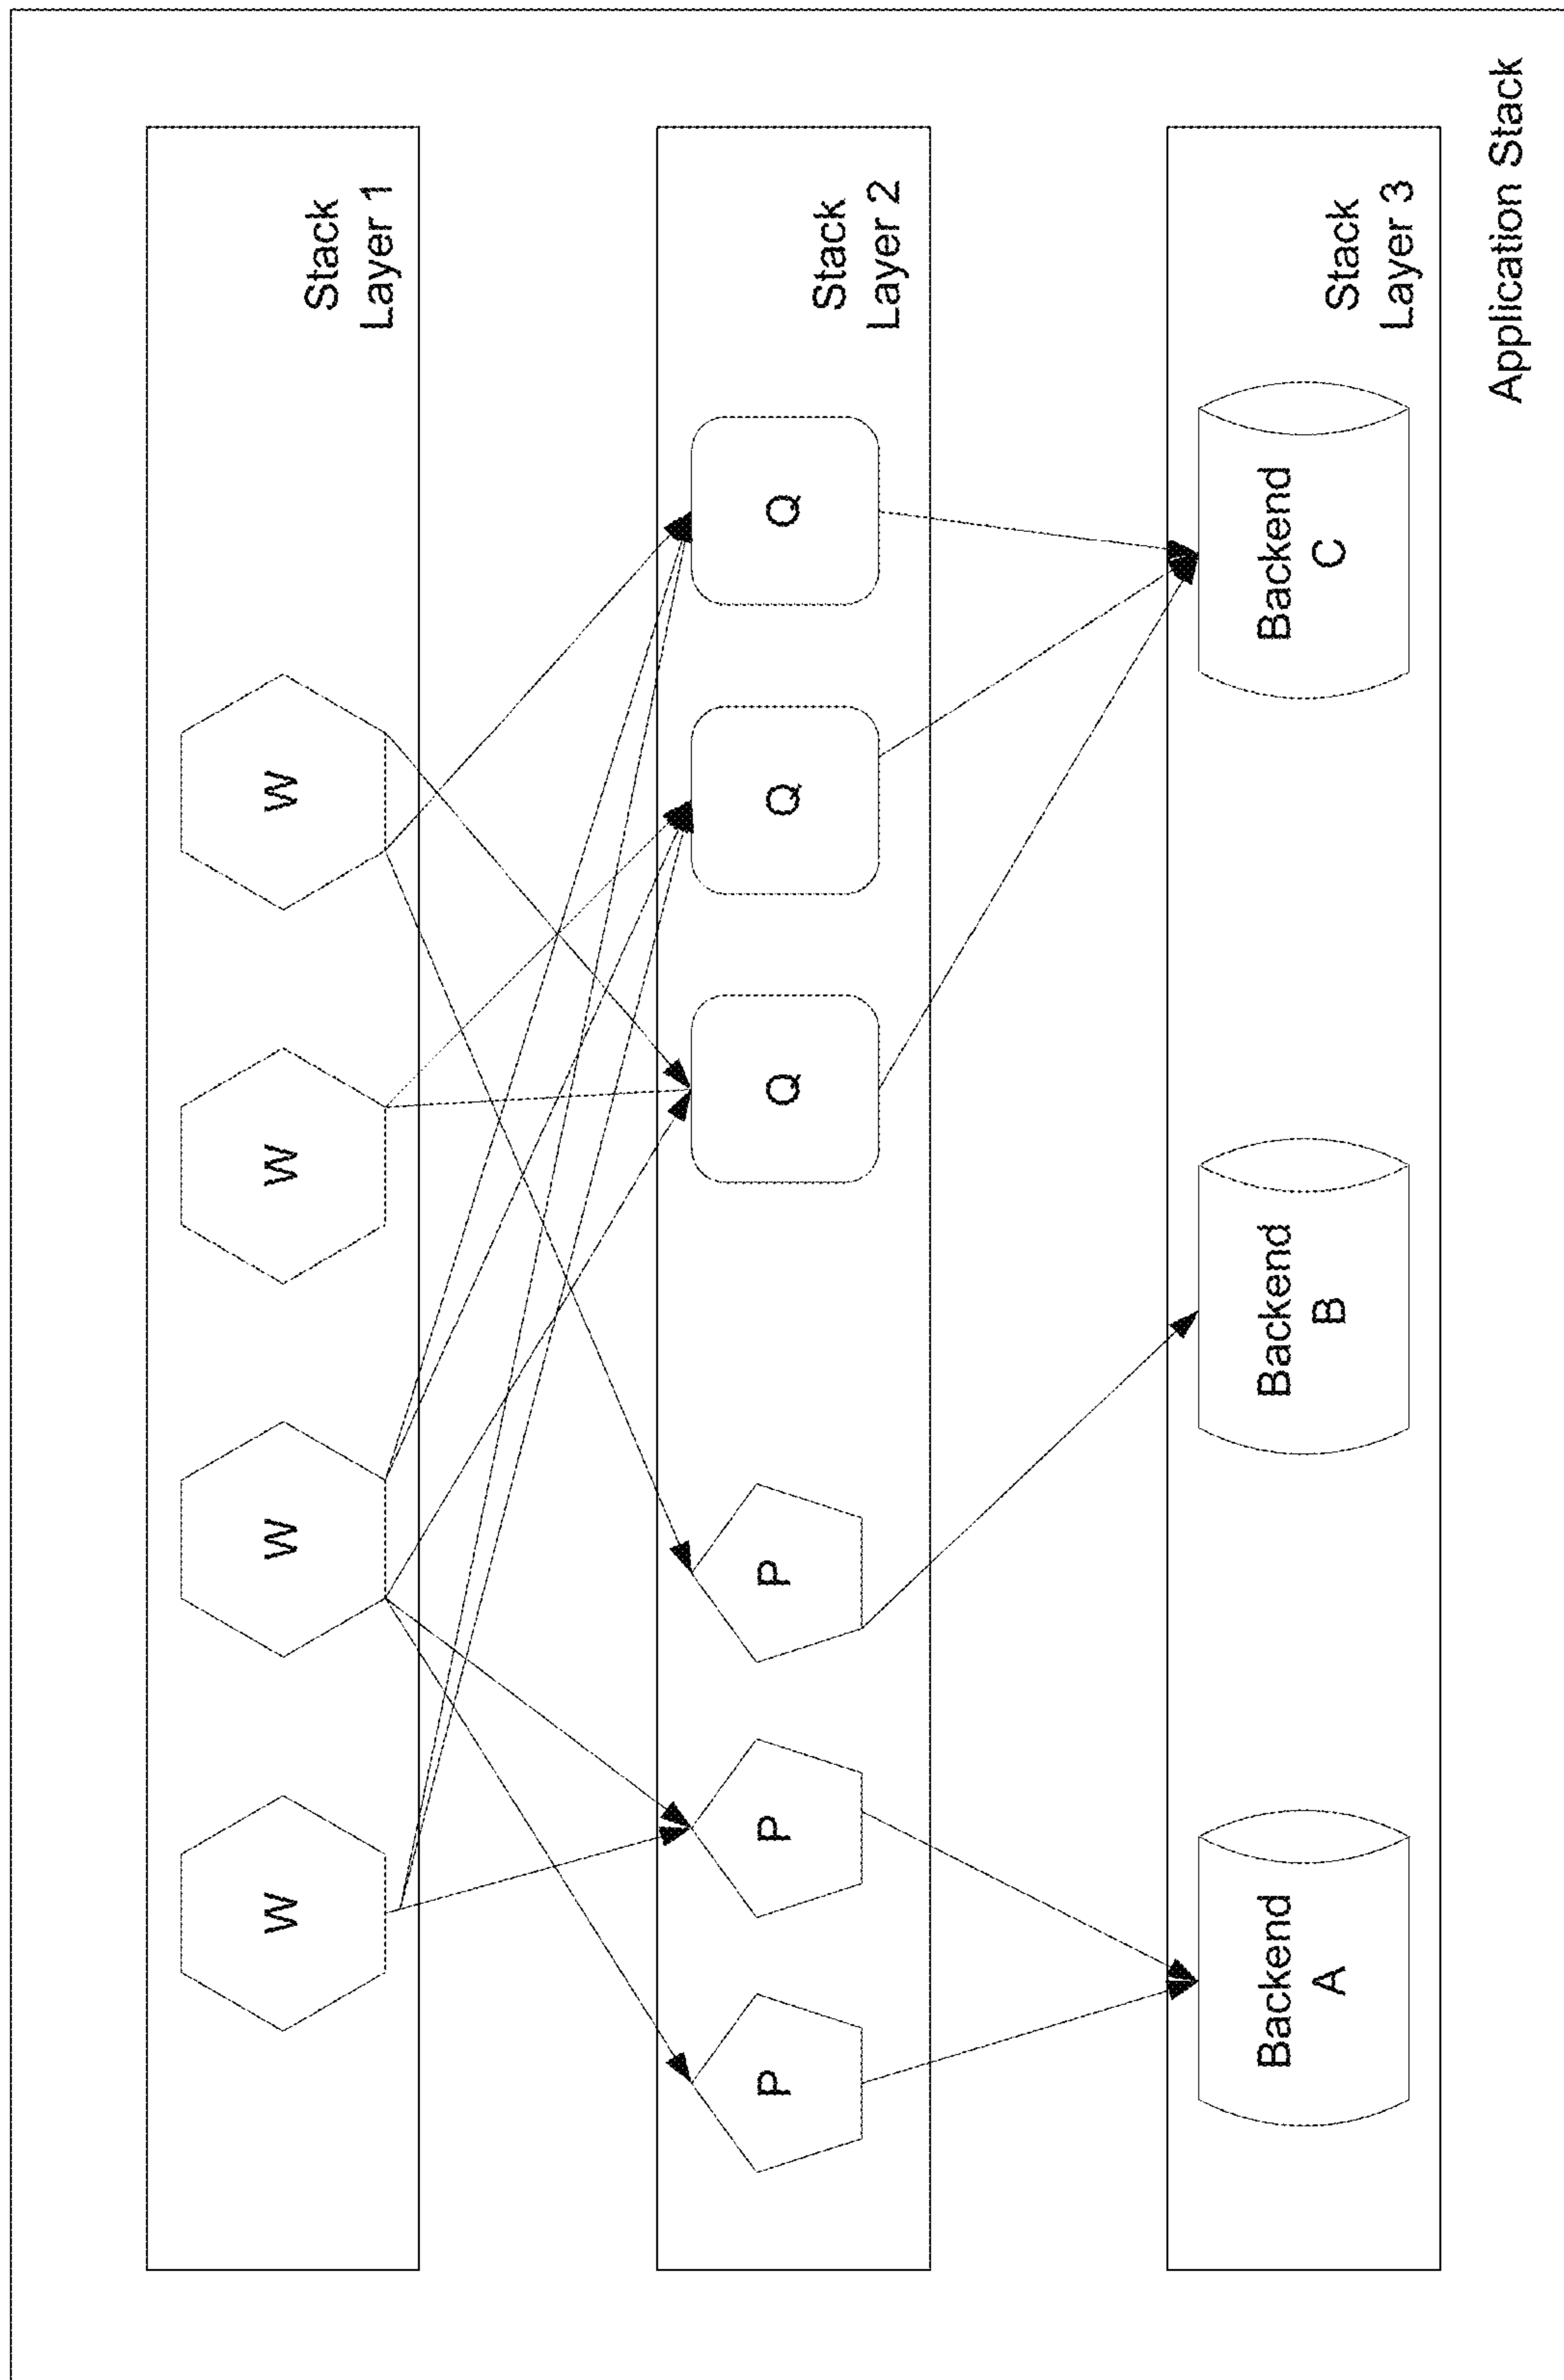 W
W
W
W
Stack
Layer 1
P
P
P
Q
Q
Q
Stack
Layer 2
Backend
A
Backend
B
Backend
C
Stack
Layer 3
Application Stack